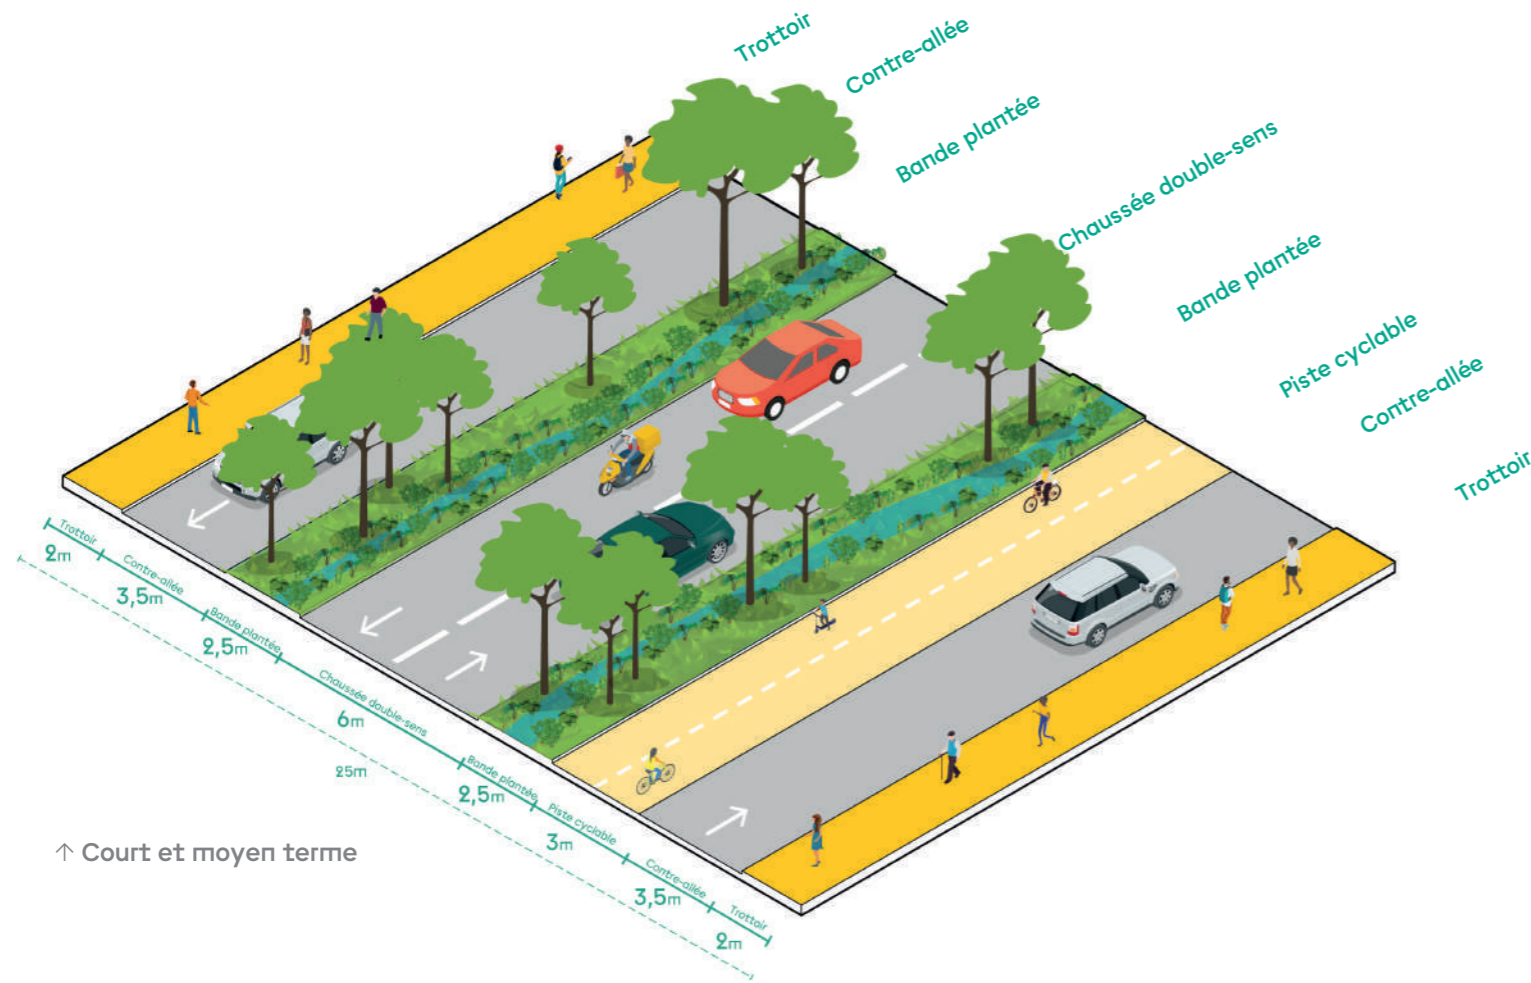 Trottoir
Contre-allée
Bande plantée
Chaussée double-sens
Bande plantée
Piste cyclable
Contre-allée
Trottoir
Trottoir
2m
Contre-allée
3,5m
Bande plantée
2,5m
Chaussée double-sens
6m
25m
Bande plantée
2,5m
Piste cyclable
3m
Contre-allée
3,5m
Trottoir
2m
↑ Court et moyen terme